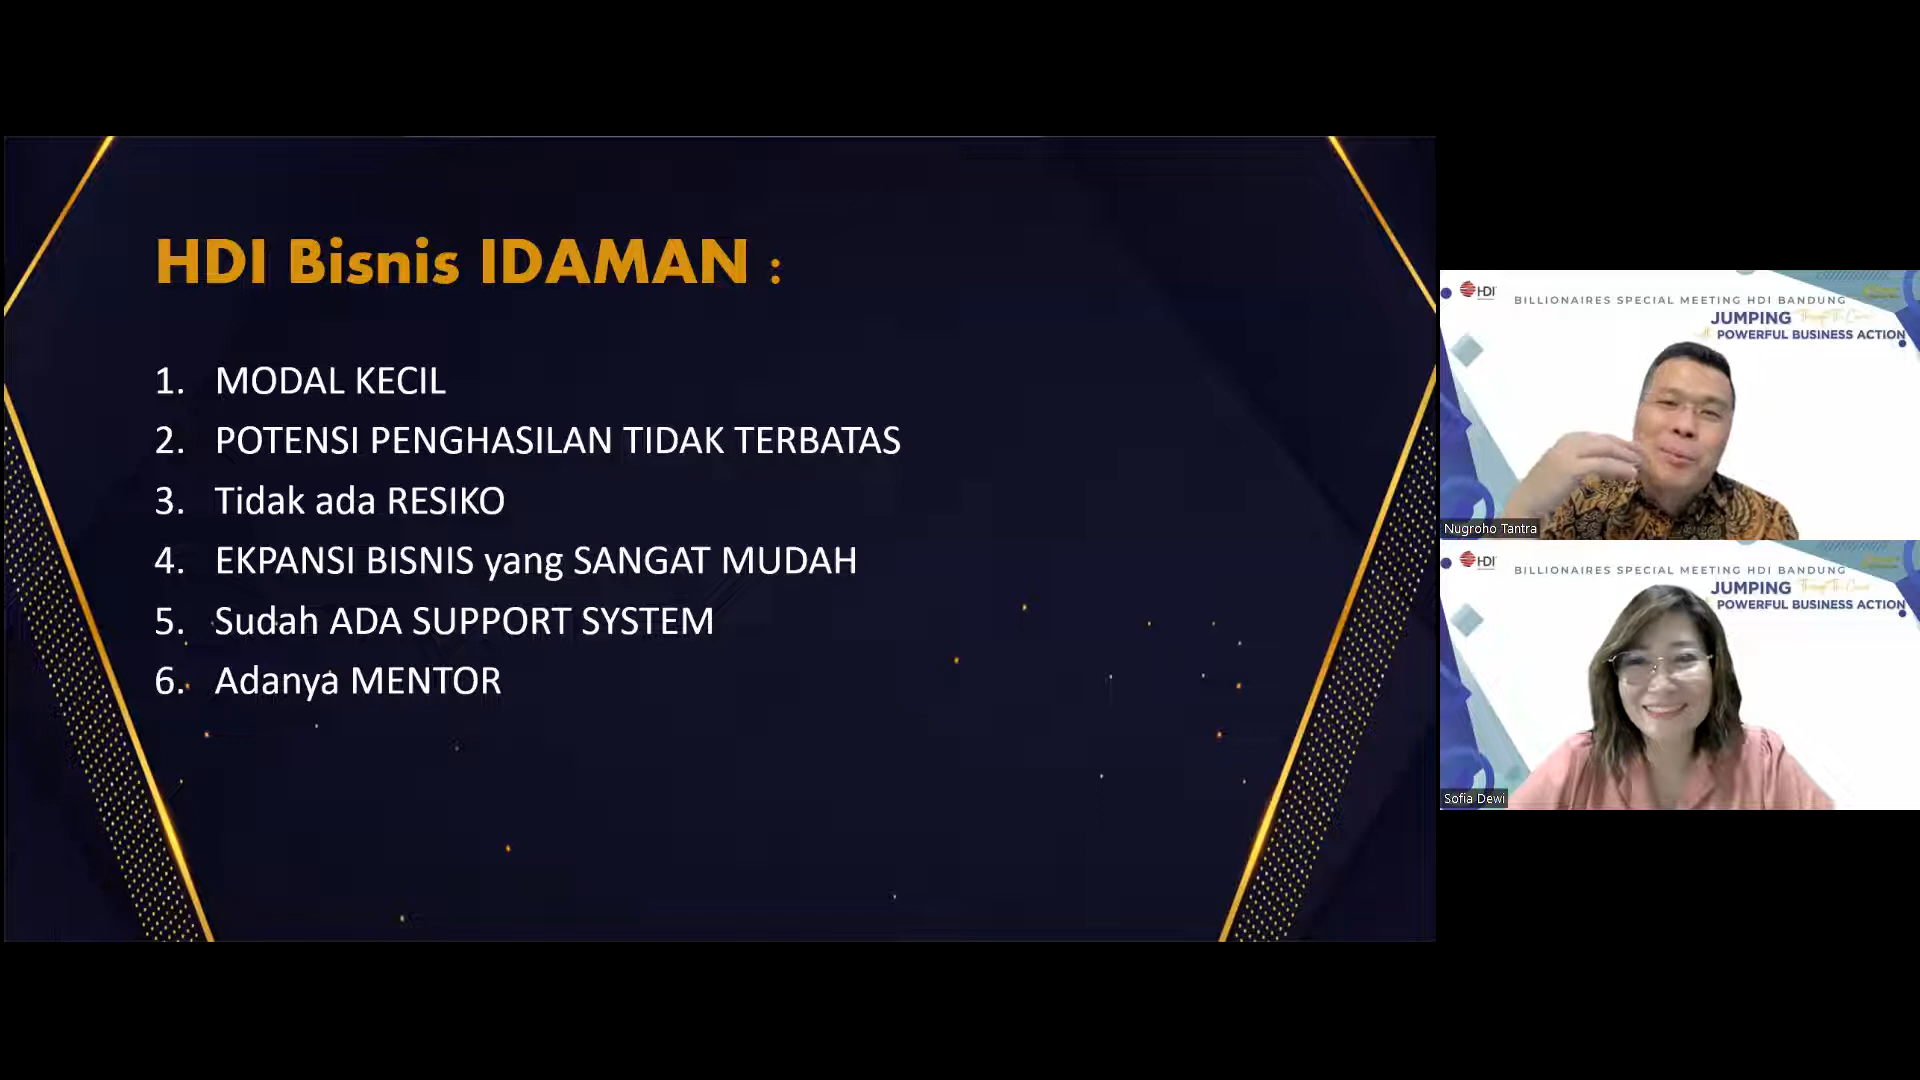 HDI Bisnis IDAMAN :
1. MODAL KECIL
2. POTENSI PENGHASILAN TIDAK TERBATAS
3. Tidak ada RESIKO
4. EKPANSI BISNIS yang SANGAT MUDAH
5. Sudah ADA SUPPORT SYSTEM
6. Adanya MENTOR
HDI
BILLIONAIRES SPECIAL MEETING HDI BANDUNG
JUMPING
POWERFUL BUSINESS ACTION
Nugroho Tantra
HDI
BILLIONAIRES SPECIAL MEETING HDI BANDUNG
JUMPING
POWERFUL BUSINESS ACTION
Sofia Dewi